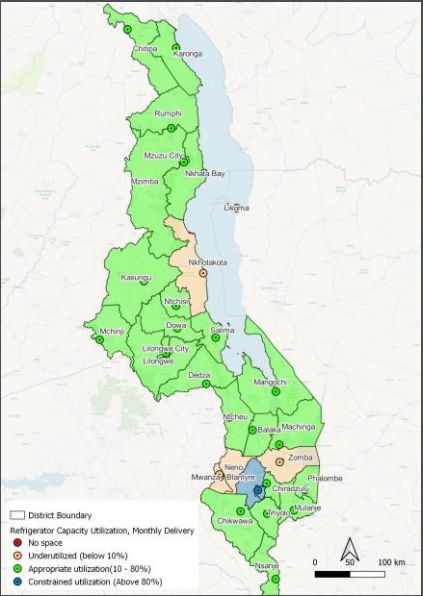 Chitipa
Karonga
Rumphi
Mzuzu City
Nkhata Bay
Mzimba
Likoma
Nkhotakota
Kasungu
Ntchisi
Dowa
Mchinji
Salima
Lilongwe City
Lilongwe
Dedza
Mangochi
Ntcheu
Balaka
Machinga
Zomba
Neno
Mwanza
Blantyre
Phalombe
Chiradzulu
Mulanje
Thyolo
Chikwawa
Nsanje
District Boundary
Refrigerator Capacity Utilization, Monthly Delivery
No space
Underutilized (below 10%)
Appropriate utilization(10 - 80%)
Constrained utilization (Above 80%)
0 50 100 km